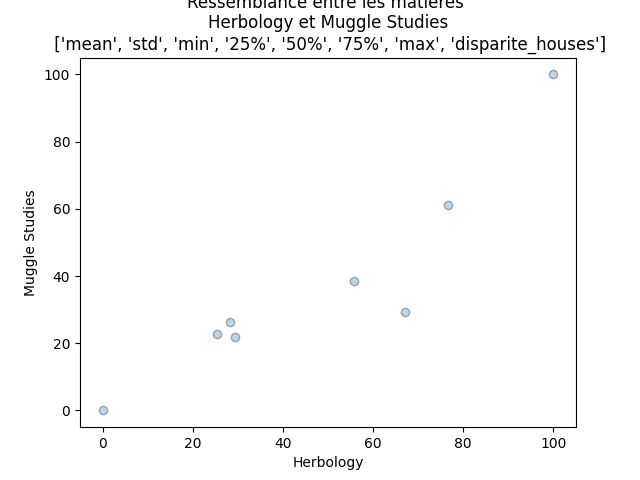 Ressemblance entre les matières
Herbology et Muggle Studies
['mean', 'std', 'min', '25%', '50%', '75%', 'max', 'disparite_houses']
100
80
60
40
20
0
Muggle Studies
0 20 40 60 80 100
Herbology